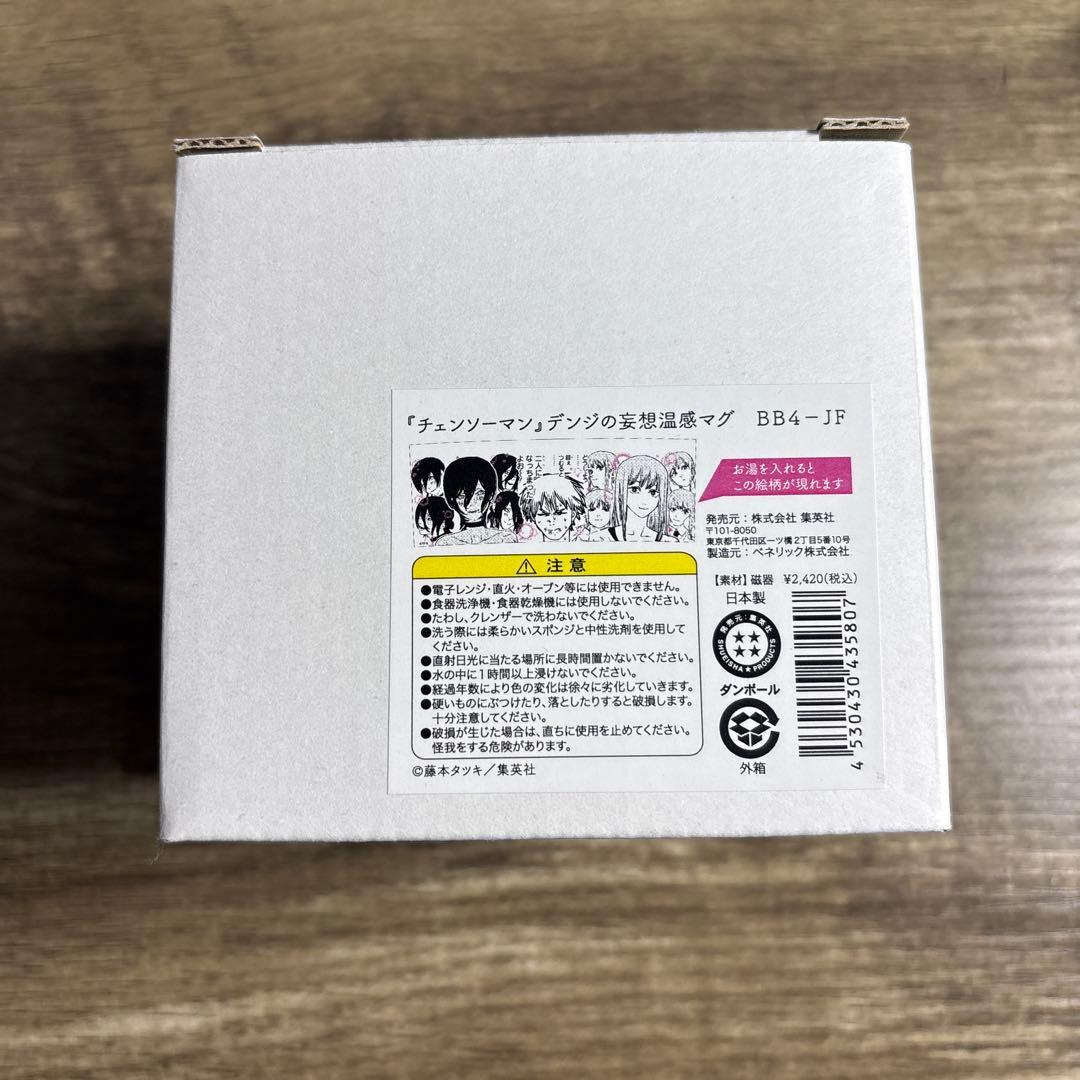 『チェンソーマン』デンジの妄想温感マグ BB4-JF
二人に
なっちまった
よお〜
お湯を入れると
この絵柄が現れます
発売元：株式会社 集英社
〒101-8050
東京都千代田区一ツ橋2丁目5番10号
製造元：ベネリック株式会社
【素材】磁器 ¥2,420(税込)
日本製
発売元：集英社
SHUEISHA★PRODUCTS
ダンボール
外箱
4 530430 435807
⚠ 注意
●電子レンジ・直火・オーブン等には使用できません。
●食器洗浄機・食器乾燥機には使用しないでください。
●たわし、クレンザーで洗わないでください。
●洗う際には柔らかいスポンジと中性洗剤を使用して
ください。
●直射日光に当たる場所に長時間置かないでください。
●水の中に1時間以上浸けないでください。
●経過年数により色の変化は徐々に劣化していきます。
●硬いものにぶつけたり、落としたりすると破損します。
十分注意してください。
●破損が生じた場合は、直ちに使用を止めてください。
怪我をする危険があります。
©藤本タツキ／集英社